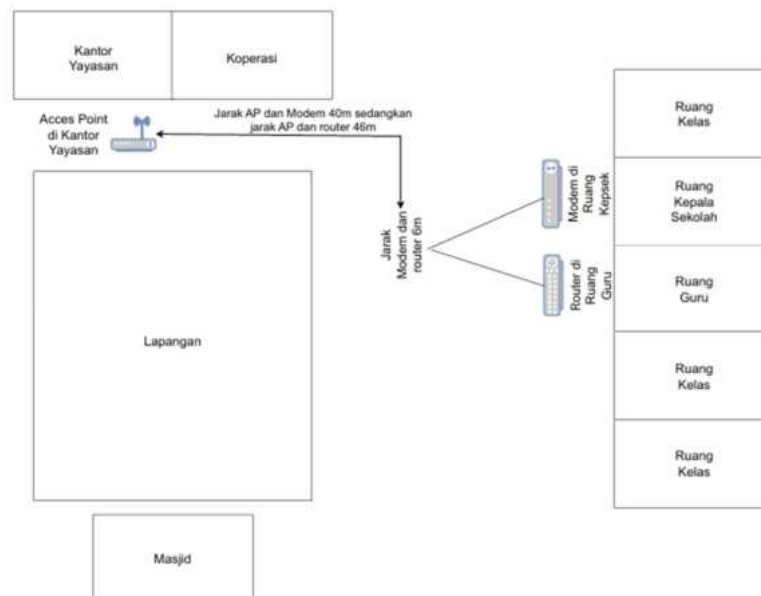 Kantor
Yayasan
Koperasi
Acces Point
di Kantor
Yayasan
Jarak AP dan Modem 40m sedangkan
jarak AP dan router 46m
Jarak
Modem dan
router 6m
Modem di
Ruang
Kepsek
Router di
Ruang
Guru
Ruang
Kelas
Ruang
Kepala
Sekolah
Ruang
Guru
Ruang
Kelas
Ruang
Kelas
Lapangan
Masjid